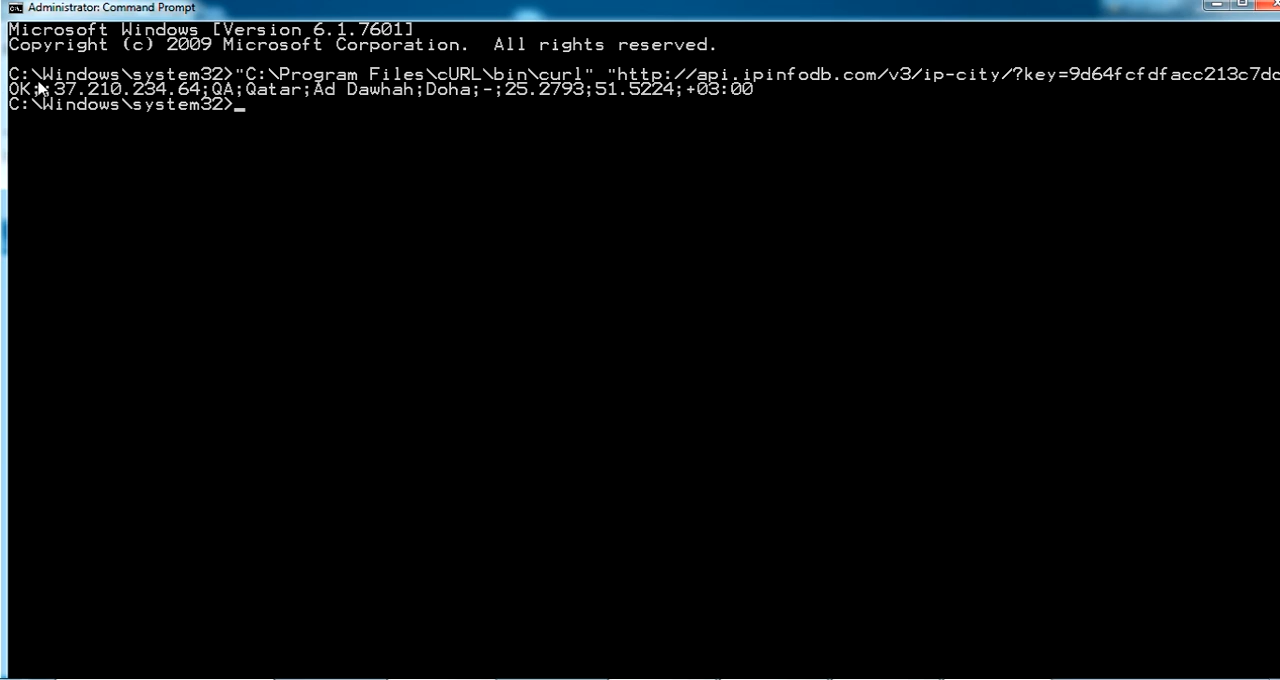 Administrator: Command Prompt
Microsoft Windows [Version 6.1.7601]
Copyright (c) 2009 Microsoft Corporation.  All rights reserved.
C:\Windows\system32>"C:\Program Files\cURL\bin\curl" "http://api.ipinfodb.com/v3/ip-city/?key=9d64fcfdfacc213c7dc
OK;;37.210.234.64;QA;Qatar;Ad Dawhah;Doha;-;25.2793;51.5224;+03:00
C:\Windows\system32>_